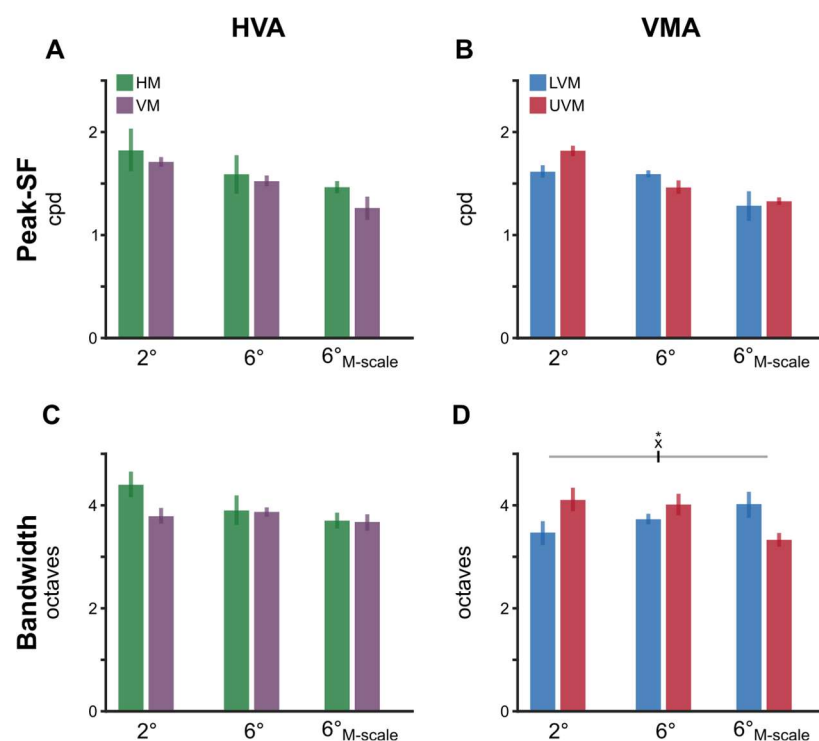 HVA
VMA
A
B
Peak-SF
cpd
2
1
0
HM
VM
2°
6°
6°M-scale
cpd
2
1
0
LVM
UVM
2°
6°
6°M-scale
C
D
Bandwidth
octaves
4
2
0
2°
6°
6°M-scale
octaves
4
2
0
*
x
2°
6°
6°M-scale